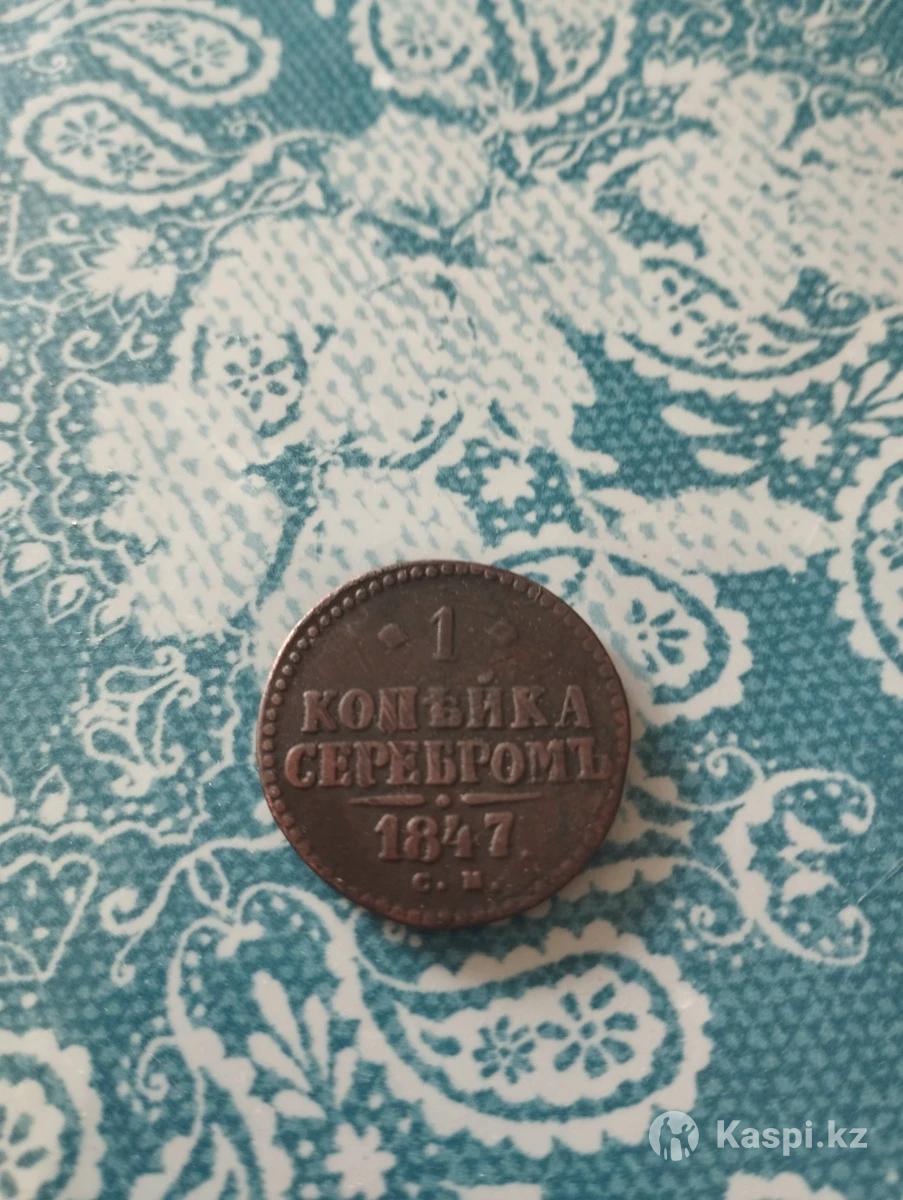 1
КОПѢЙКА
СЕРЕБРОМЪ
1847
С. М.
Kaspi.kz